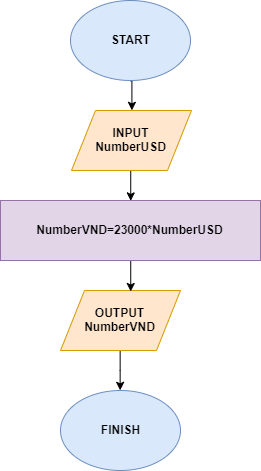 START
INPUT
NumberUSD
NumberVND=23000*NumberUSD
OUTPUT
NumberVND
FINISH